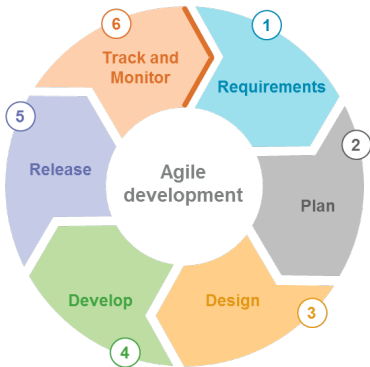 1
Requirements
2
Plan
3
Design
4
Develop
5
Release
6
Track and
Monitor
Agile
development